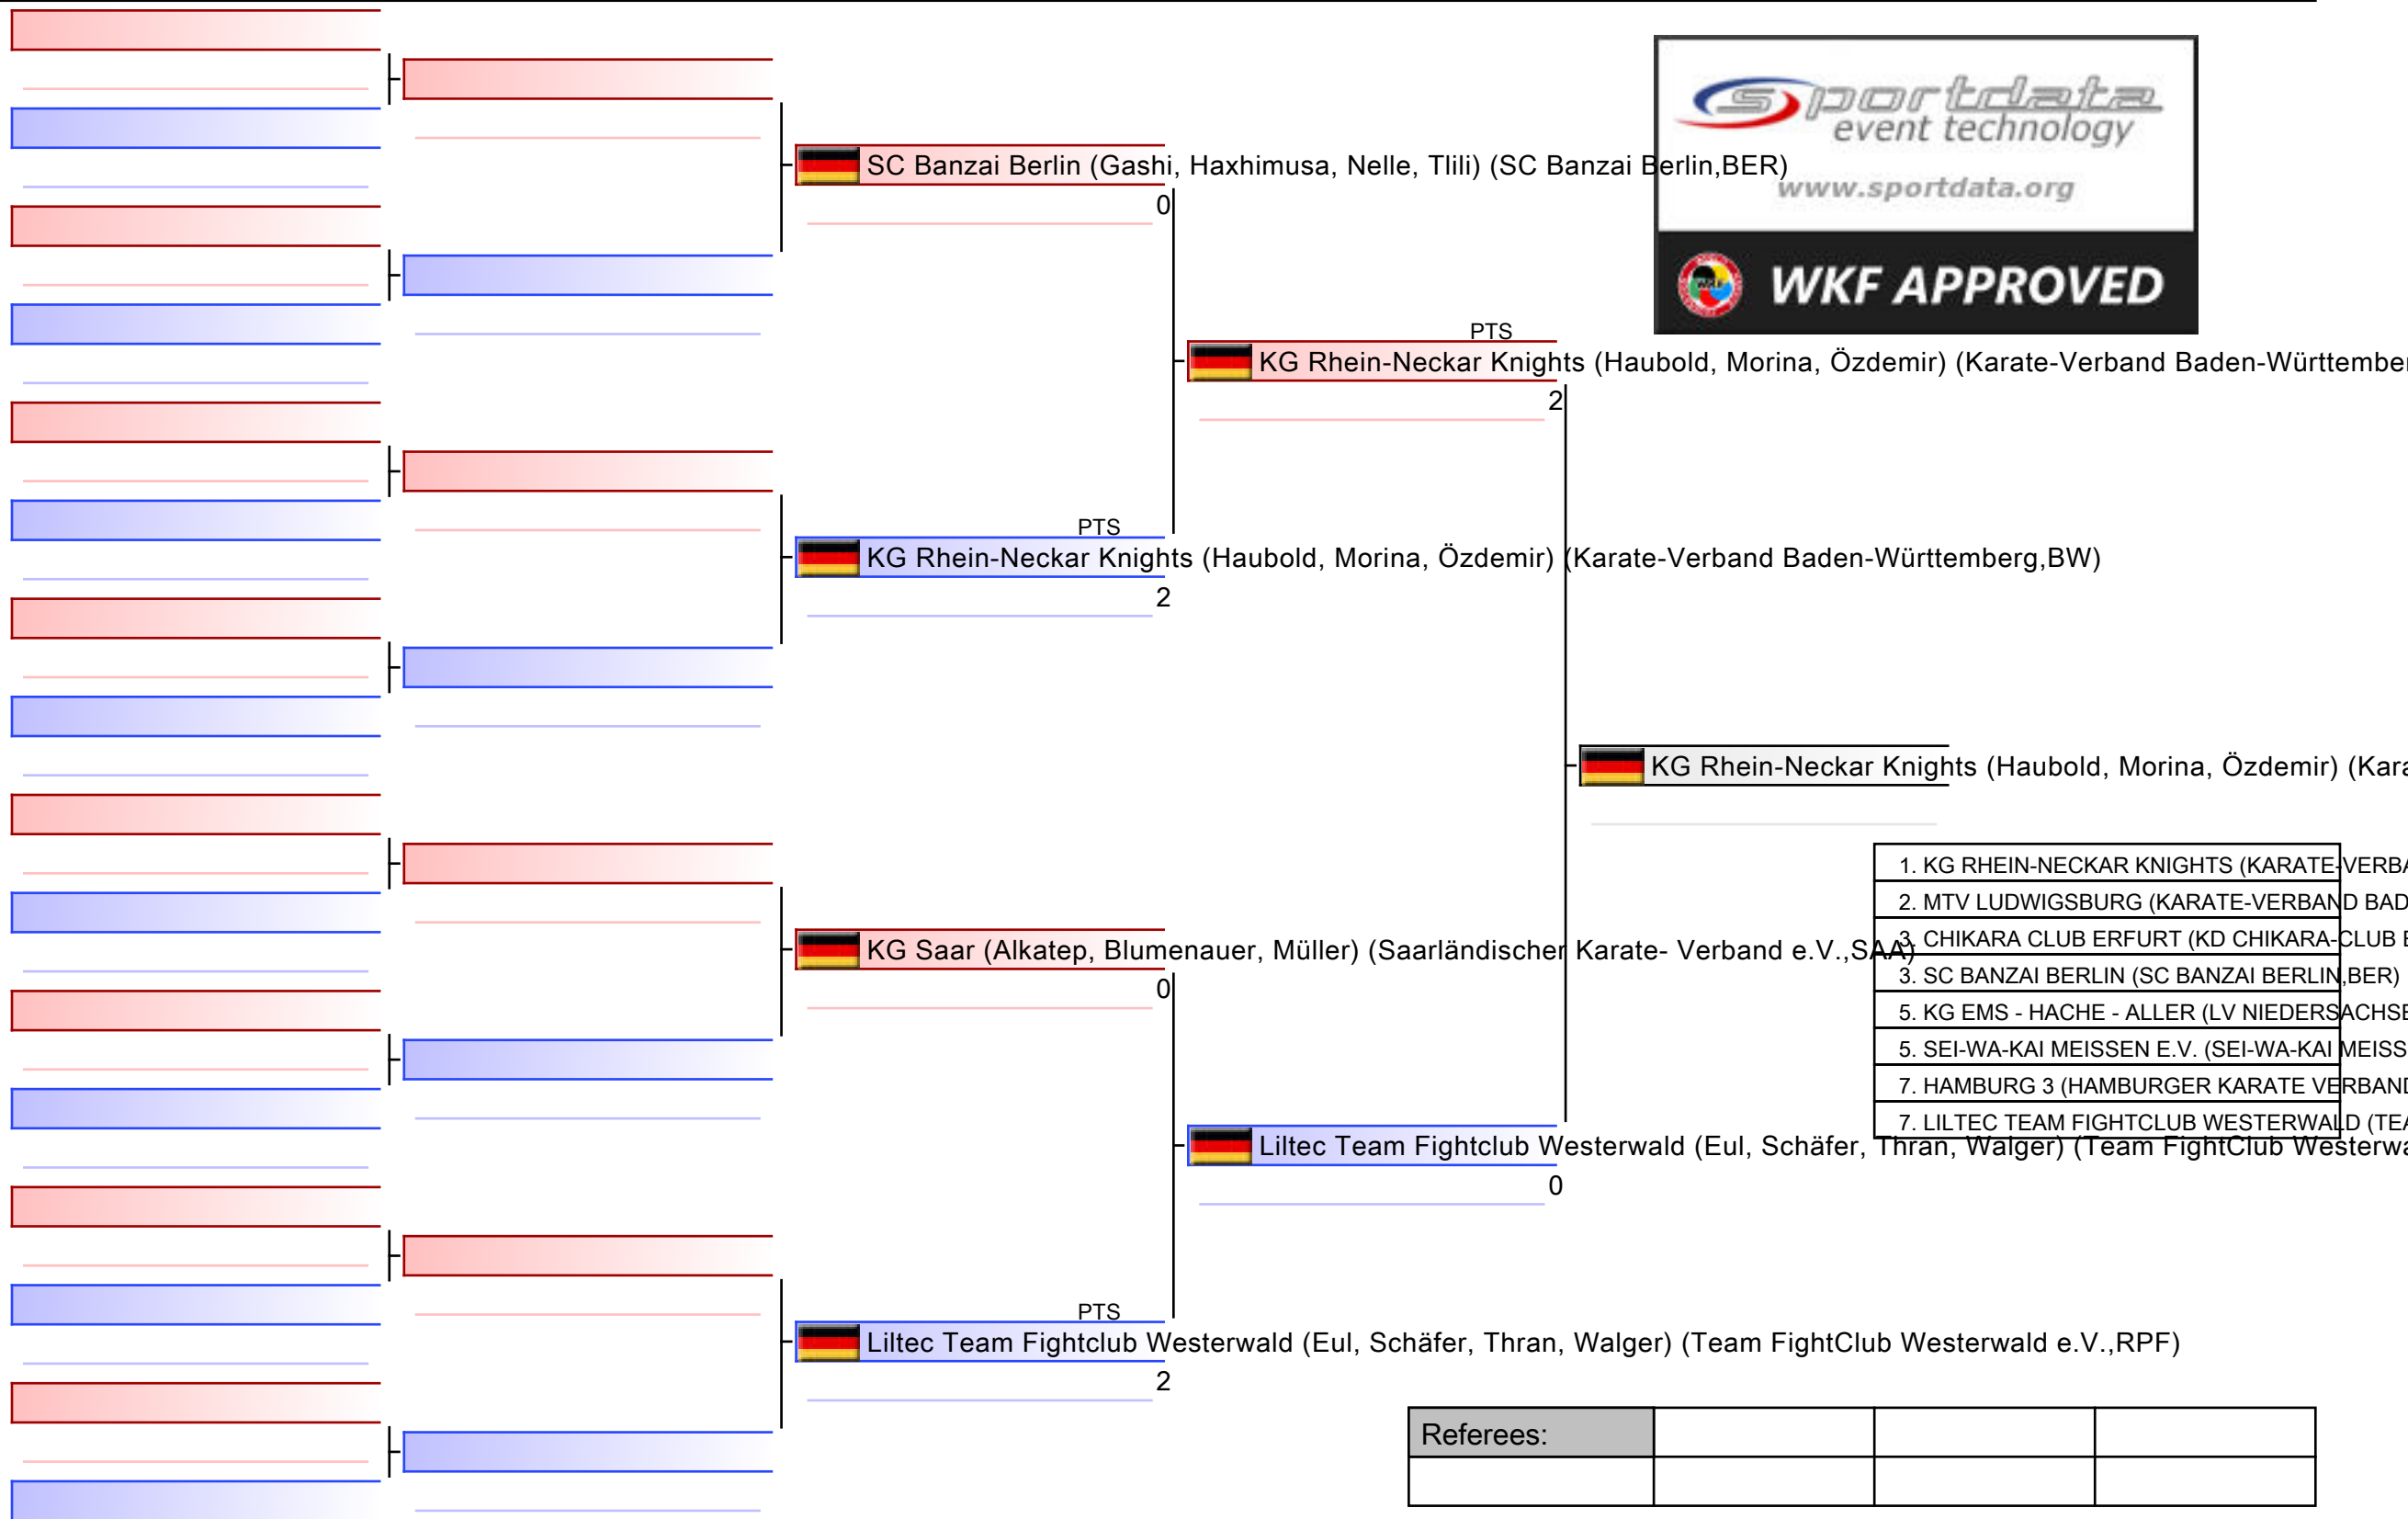 sportdata
event technology
www.sportdata.org
WKF APPROVED
SC Banzai Berlin (Gashi, Haxhimusa, Nelle, Tlili) (SC Banzai Berlin,BER)
0
PTS
KG Rhein-Neckar Knights (Haubold, Morina, Özdemir) (Karate-Verband Baden-Württember
2
PTS
KG Rhein-Neckar Knights (Haubold, Morina, Özdemir) (Karate-Verband Baden-Württemberg,BW)
2
KG Rhein-Neckar Knights (Haubold, Morina, Özdemir) (Kara
1. KG RHEIN-NECKAR KNIGHTS (KARATE-VERBA
2. MTV LUDWIGSBURG (KARATE-VERBAND BAD
3. CHIKARA CLUB ERFURT (KD CHIKARA-CLUB E
3. SC BANZAI BERLIN (SC BANZAI BERLIN,BER)
5. KG EMS - HACHE - ALLER (LV NIEDERSACHSE
5. SEI-WA-KAI MEISSEN E.V. (SEI-WA-KAI MEISS
7. HAMBURG 3 (HAMBURGER KARATE VERBAND
7. LILTEC TEAM FIGHTCLUB WESTERWALD (TEA
KG Saar (Alkatep, Blumenauer, Müller) (Saarländischer Karate- Verband e.V.,SAA)
0
Liltec Team Fightclub Westerwald (Eul, Schäfer, Thran, Walger) (Team FightClub Westerwa
0
PTS
Liltec Team Fightclub Westerwald (Eul, Schäfer, Thran, Walger) (Team FightClub Westerwald e.V.,RPF)
2
Referees: